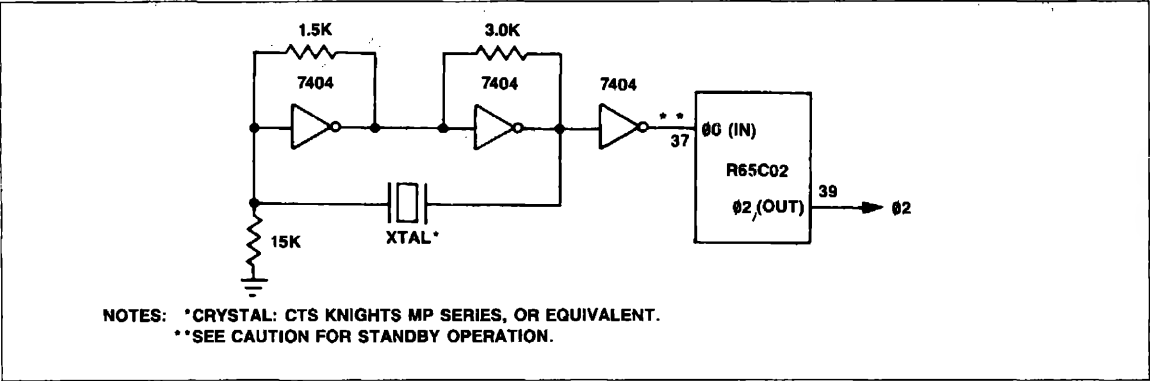 1.5K
3.0K
7404
7404
7404
* *
37
Ø0 (IN)
R65C02
Ø2 (OUT)
39
Ø2
XTAL*
15K
NOTES: *CRYSTAL: CTS KNIGHTS MP SERIES, OR EQUIVALENT.
**SEE CAUTION FOR STANDBY OPERATION.